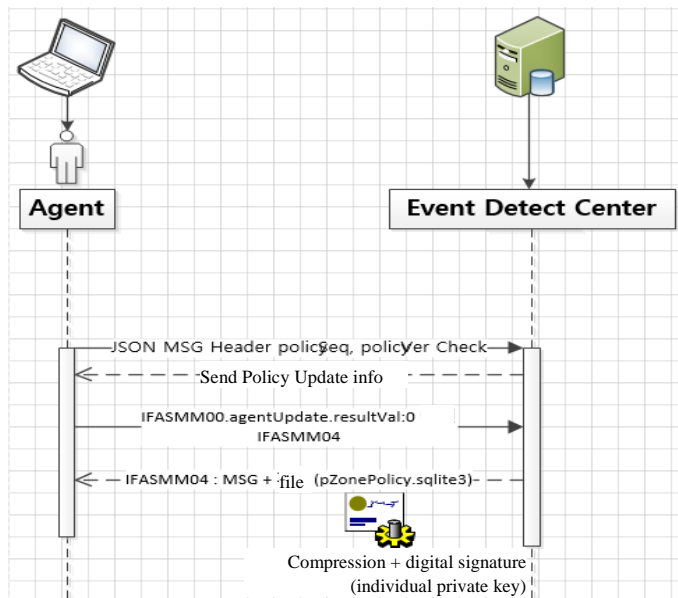 Agent
Event Detect Center
JSON MSG Header policySeq, policyVer Check
Send Policy Update info
IFASMM00.agentUpdate.resultVal:0
IFASMM04
IFASMM04 : MSG + file (pZonePolicy.sqlite3)
Compression + digital signature
(individual private key)